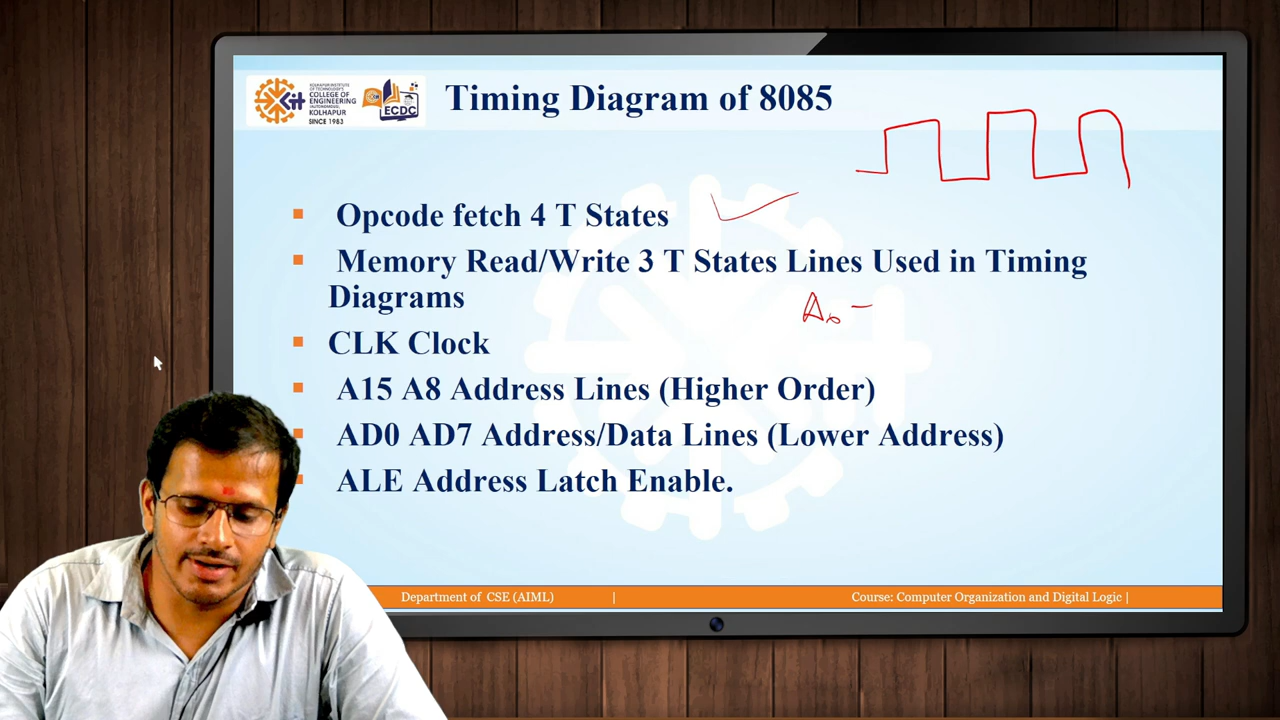 KOLHAPUR INSTITUTE
OF TECHNOLOGY'S
COLLEGE OF
ENGINEERING
(AUTONOMOUS),
KOLHAPUR
SINCE 1983
Kit
ECDC
Timing Diagram of 8085
Opcode fetch 4 T States
Memory Read/Write 3 T States Lines Used in Timing
Diagrams
A₀ –
CLK Clock
A15 A8 Address Lines (Higher Order)
AD0 AD7 Address/Data Lines (Lower Address)
ALE Address Latch Enable.
Department of CSE (AIML) |
Course: Computer Organization and Digital Logic |